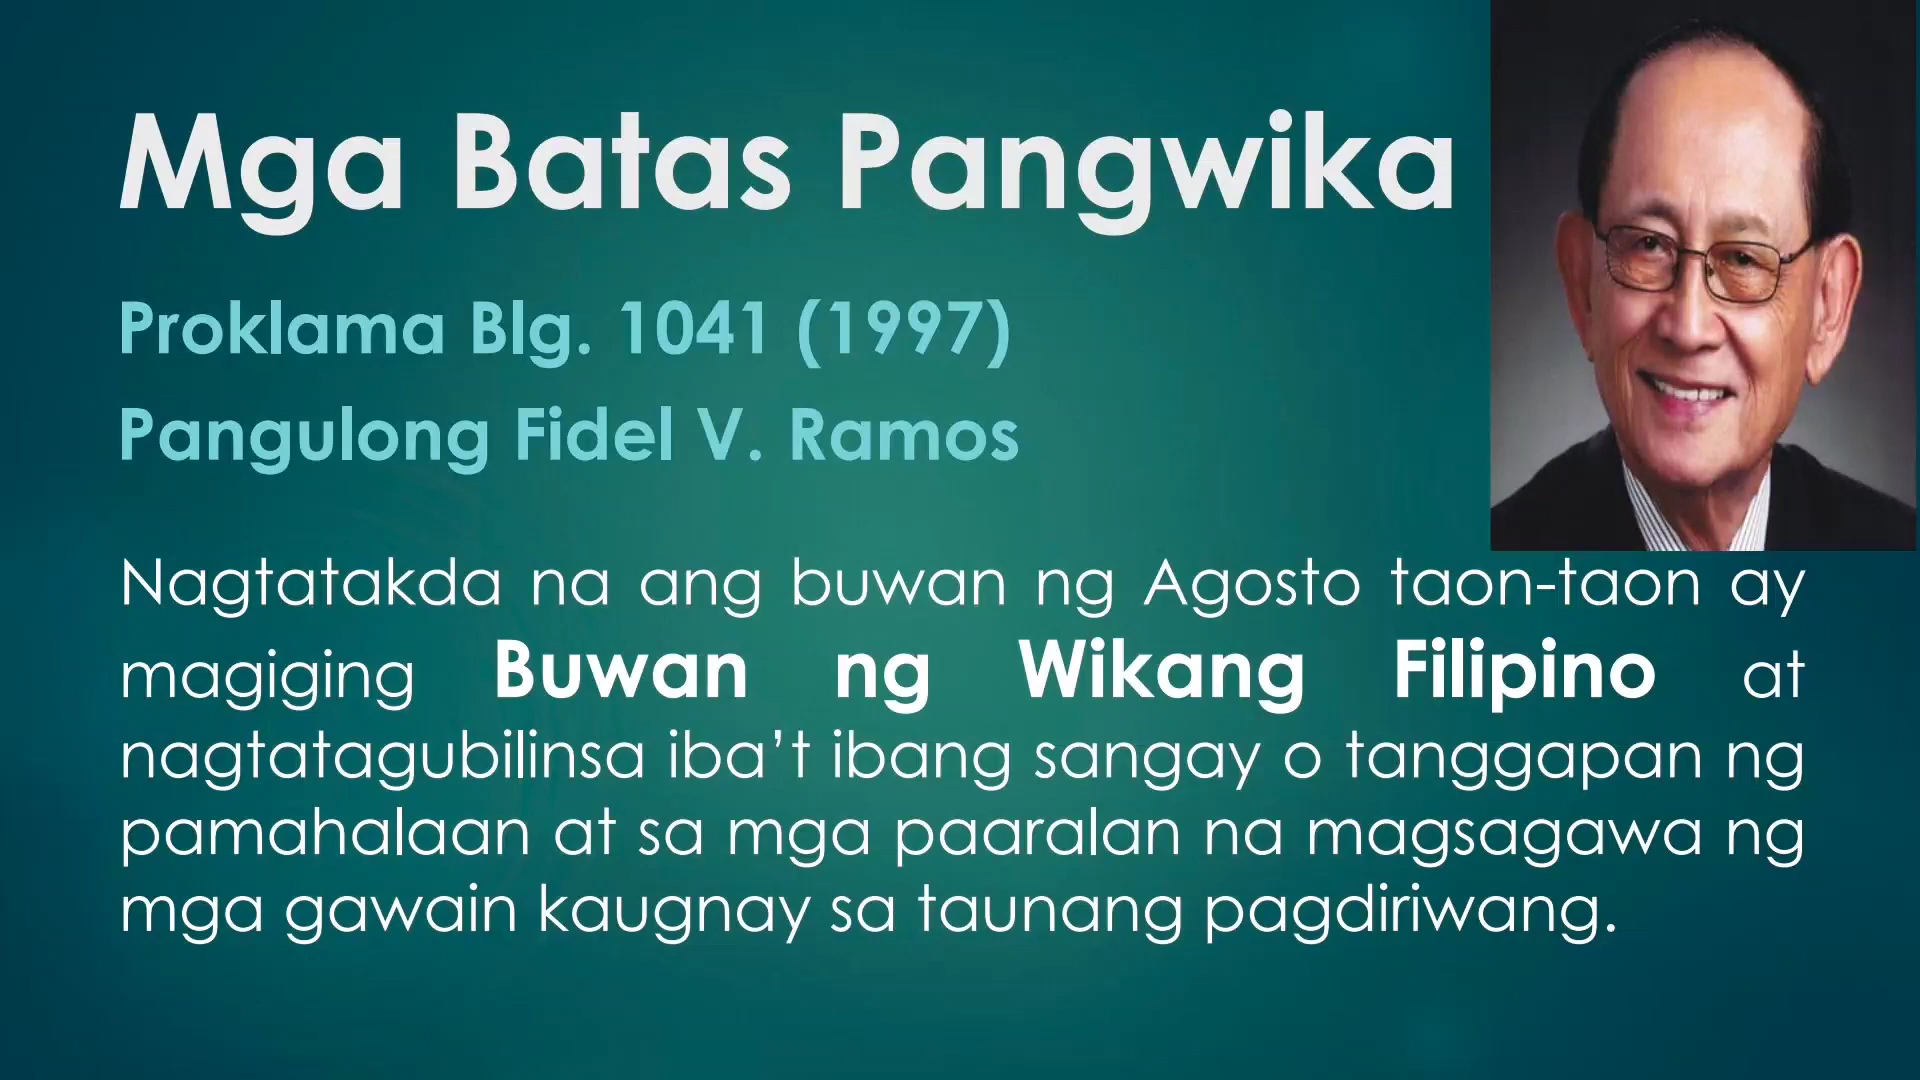 Mga Batas Pangwika
Proklama Blg. 1041 (1997)
Pangulong Fidel V. Ramos
Nagtatakda na ang buwan ng Agosto taon-taon ay
magiging Buwan ng Wikang Filipino at
nagtatagubilinsa iba’t ibang sangay o tanggapan ng
pamahalaan at sa mga paaralan na magsagawa ng
mga gawain kaugnay sa taunang pagdiriwang.